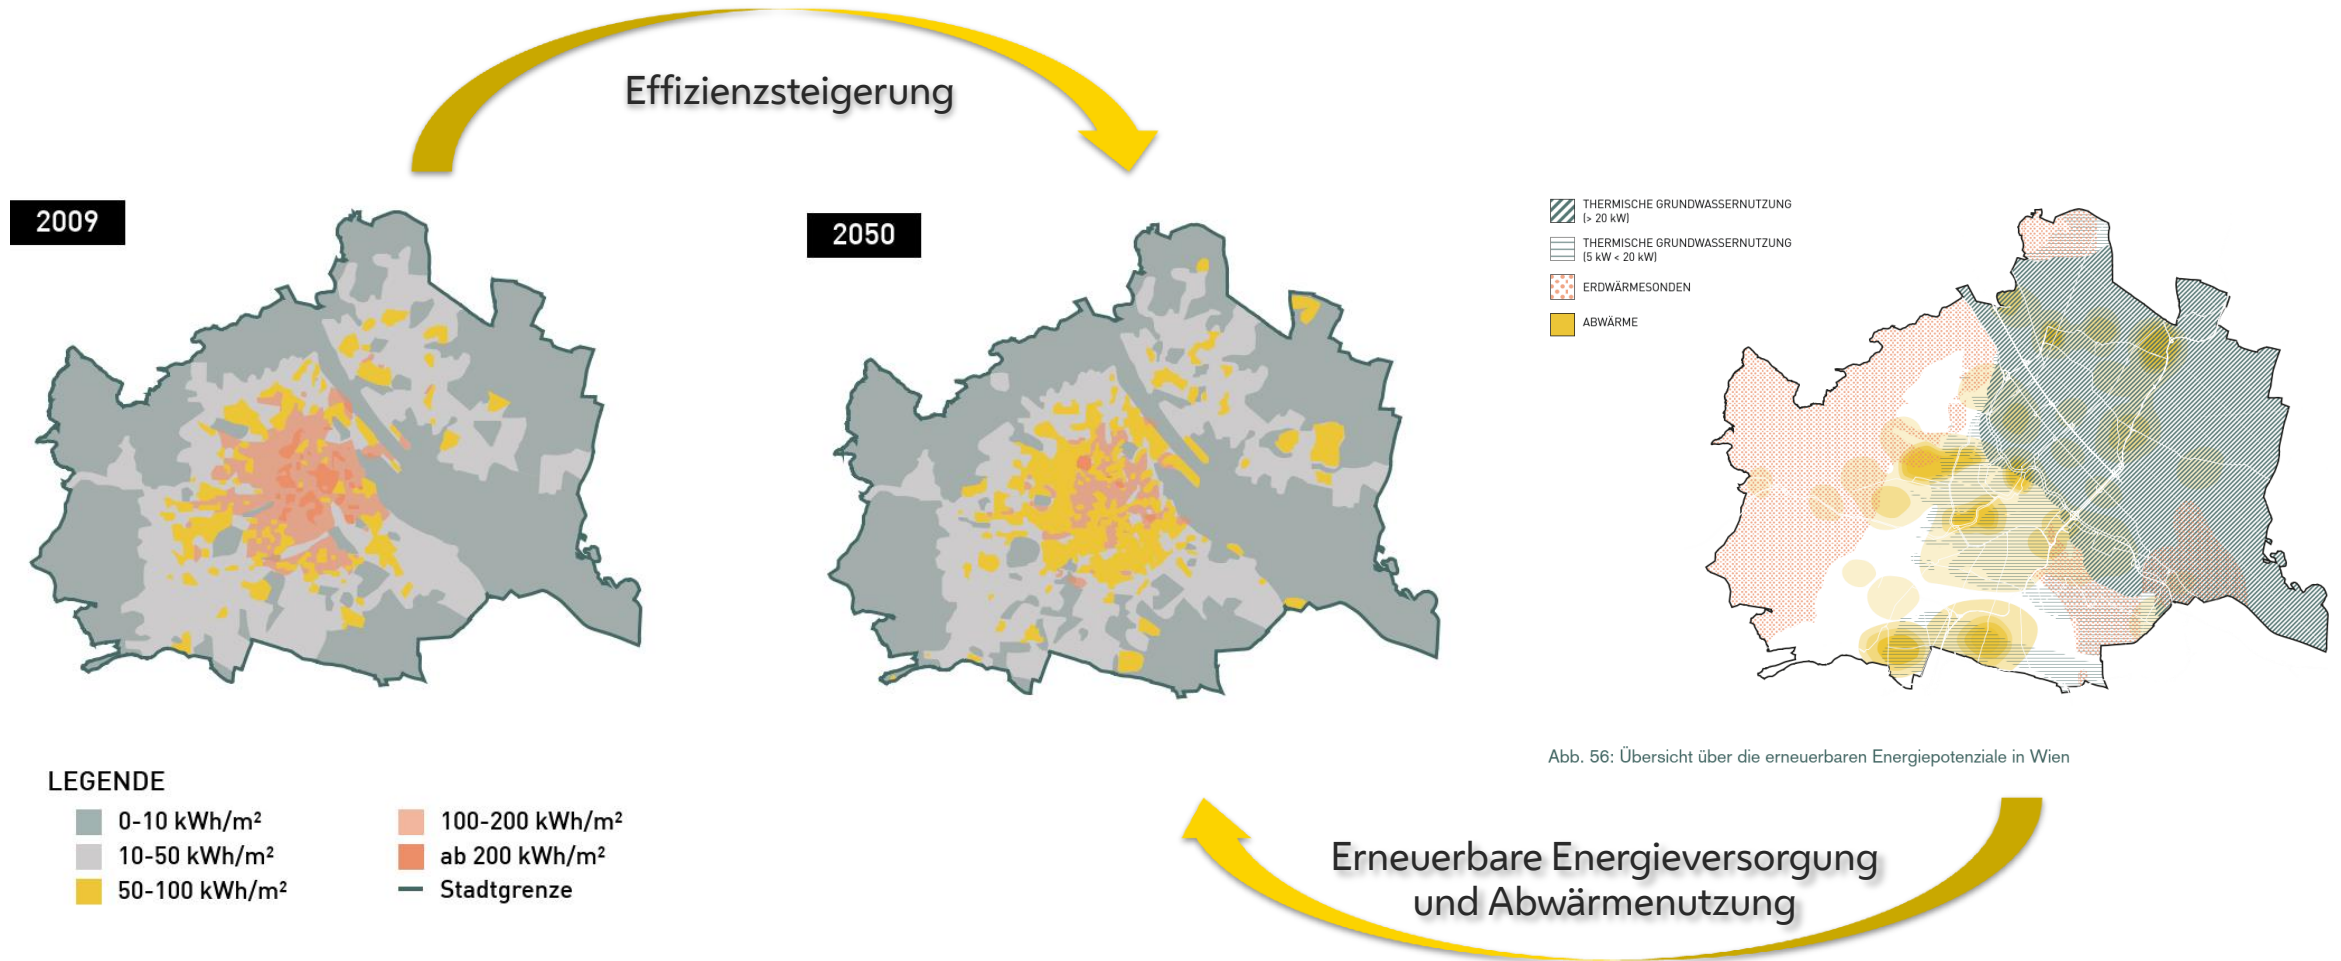 Effizienzsteigerung
2009
2050
THERMISCHE GRUNDWASSERNUTZUNG
(> 20 kW)
THERMISCHE GRUNDWASSERNUTZUNG
(5 kW < 20 kW)
ERDWÄRMESONDEN
ABWÄRME
Abb. 56: Übersicht über die erneuerbaren Energiepotenziale in Wien
LEGENDE
0-10 kWh/m²
10-50 kWh/m²
50-100 kWh/m²
100-200 kWh/m²
ab 200 kWh/m²
Stadtgrenze
Erneuerbare Energieversorgung
und Abwärmenutzung